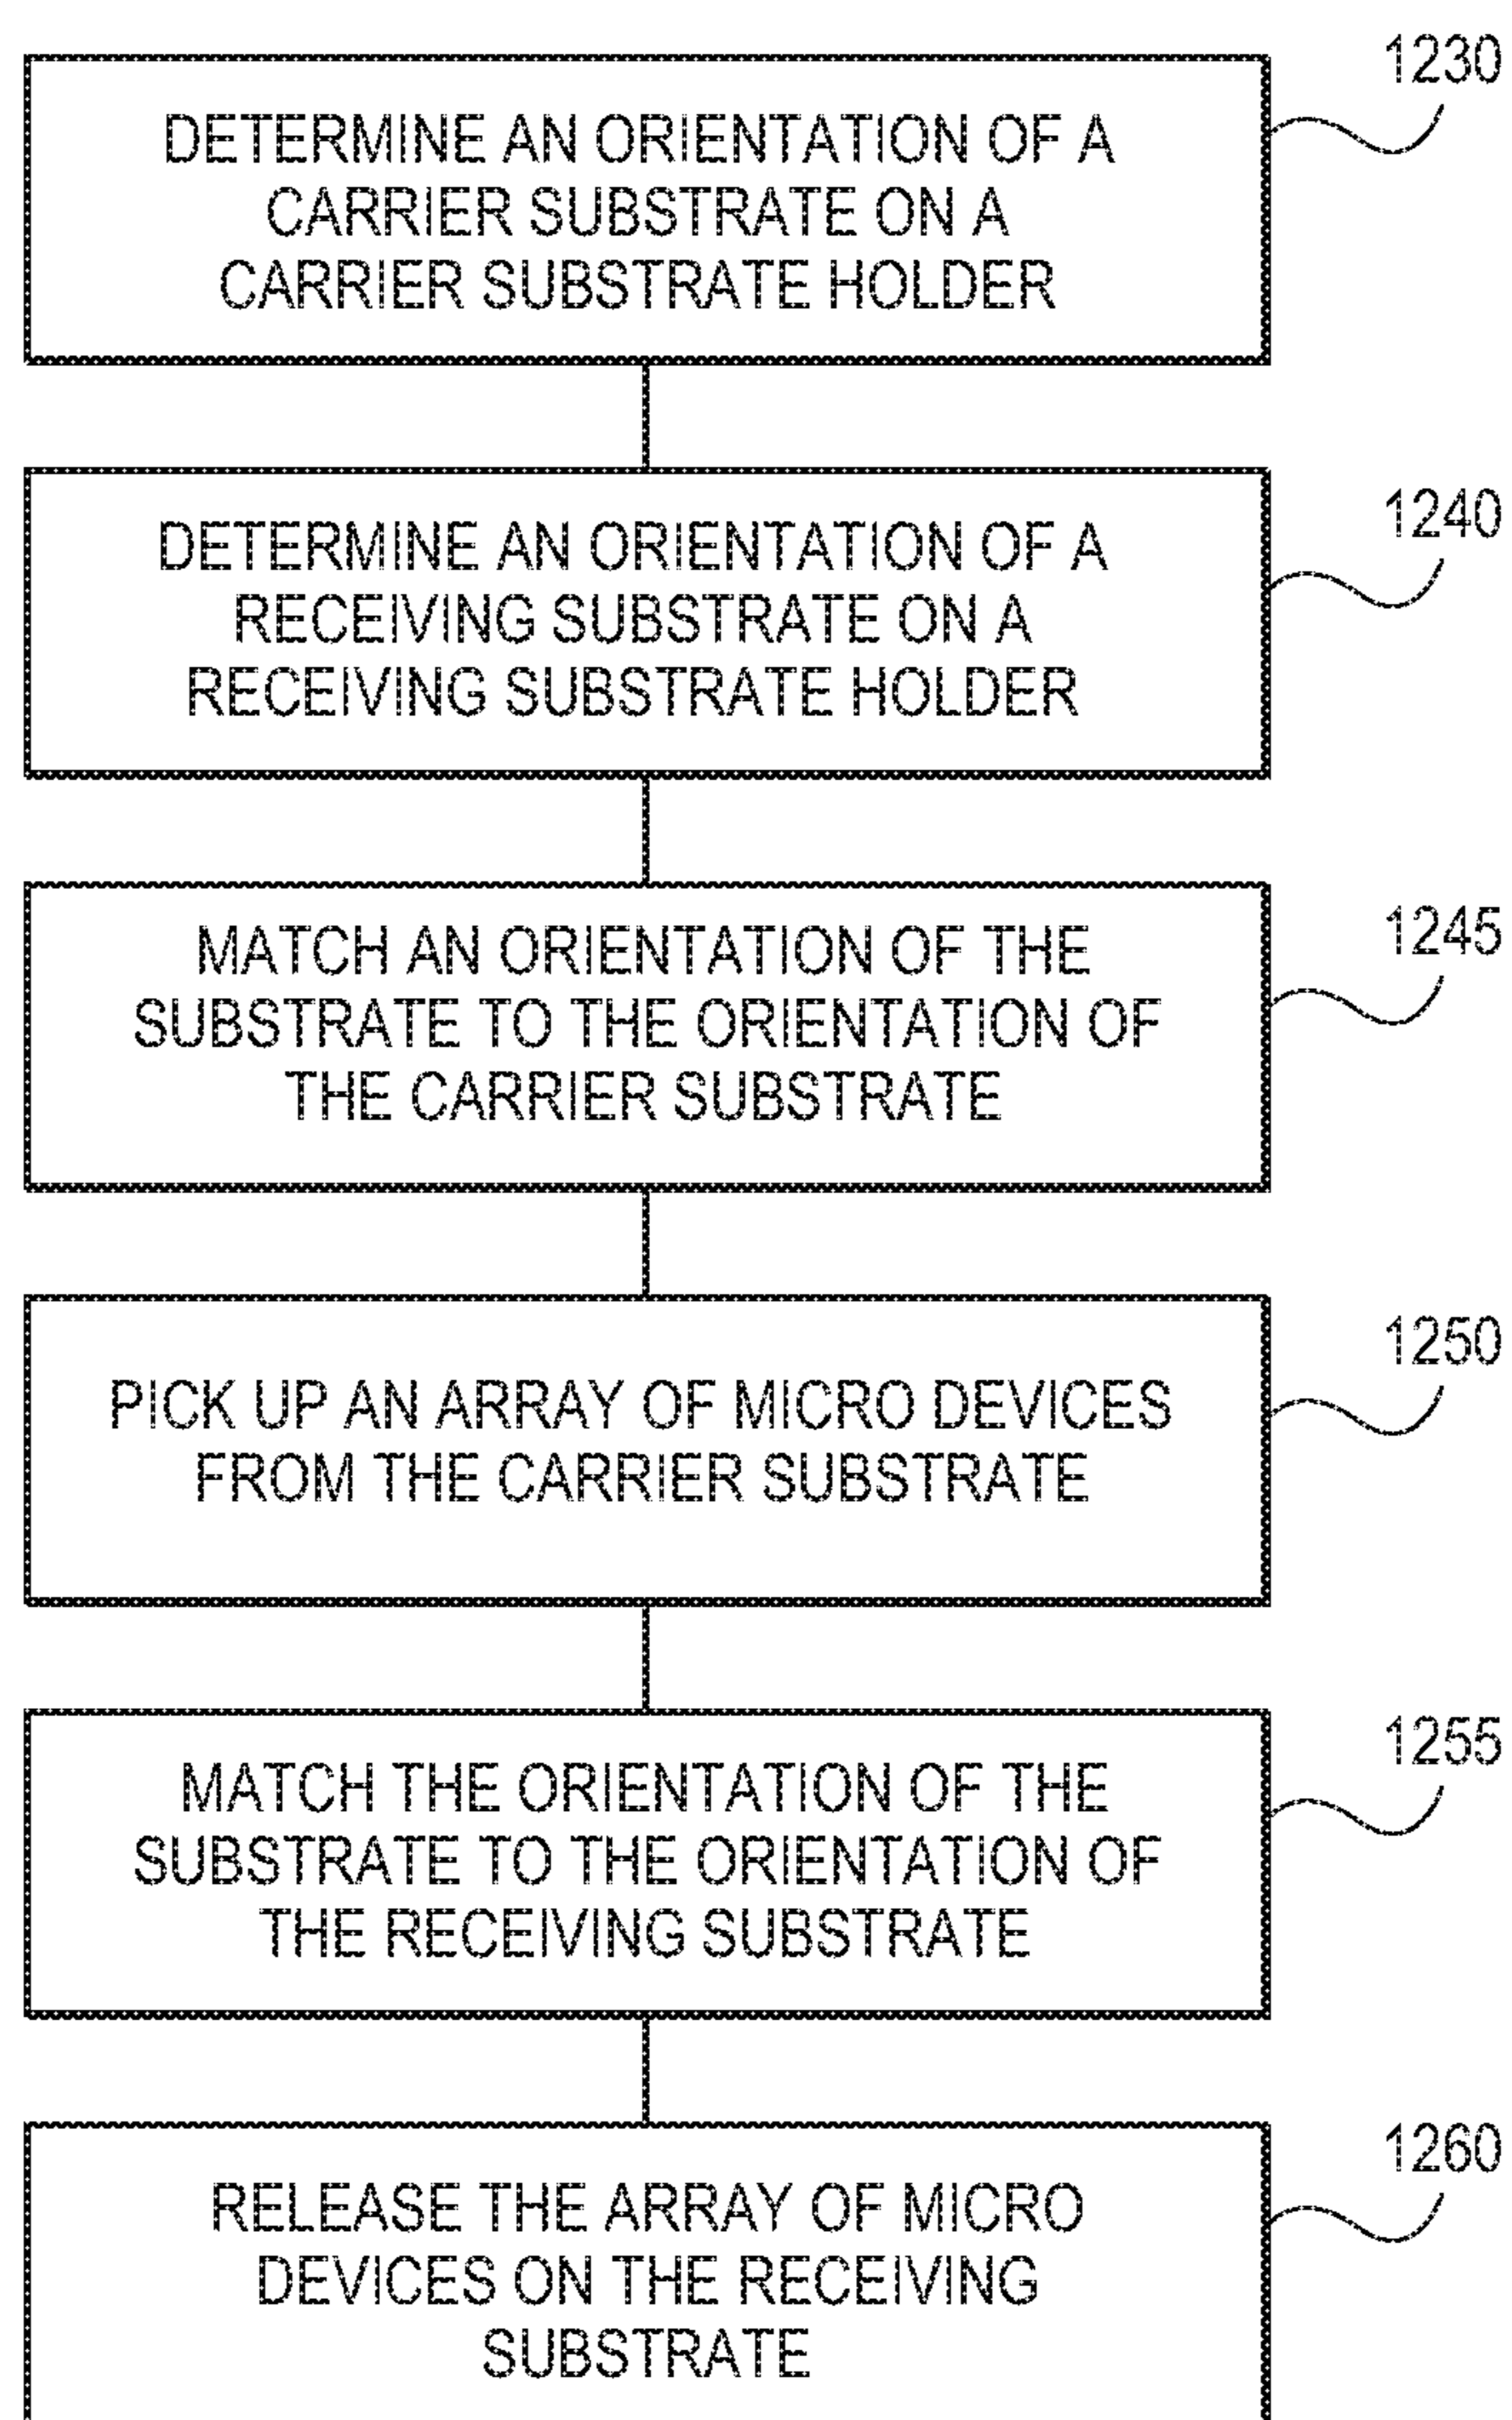 1230
DETERMINE AN ORIENTATION OF A
CARRIER SUBSTRATE ON A
CARRIER SUBSTRATE HOLDER
1240
DETERMINE AN ORIENTATION OF A
RECEIVING SUBSTRATE ON A
RECEIVING SUBSTRATE HOLDER
1245
MATCH AN ORIENTATION OF THE
SUBSTRATE TO THE ORIENTATION OF
THE CARRIER SUBSTRATE
1250
PICK UP AN ARRAY OF MICRO DEVICES
FROM THE CARRIER SUBSTRATE
1255
MATCH THE ORIENTATION OF THE
SUBSTRATE TO THE ORIENTATION OF
THE RECEIVING SUBSTRATE
1260
RELEASE THE ARRAY OF MICRO
DEVICES ON THE RECEIVING
SUBSTRATE